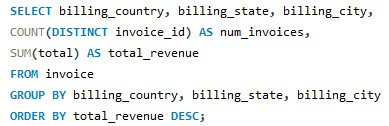 SELECT billing_country, billing_state, billing_city,
COUNT(DISTINCT invoice_id) AS num_invoices,
SUM(total) AS total_revenue
FROM invoice
GROUP BY billing_country, billing_state, billing_city
ORDER BY total_revenue DESC;